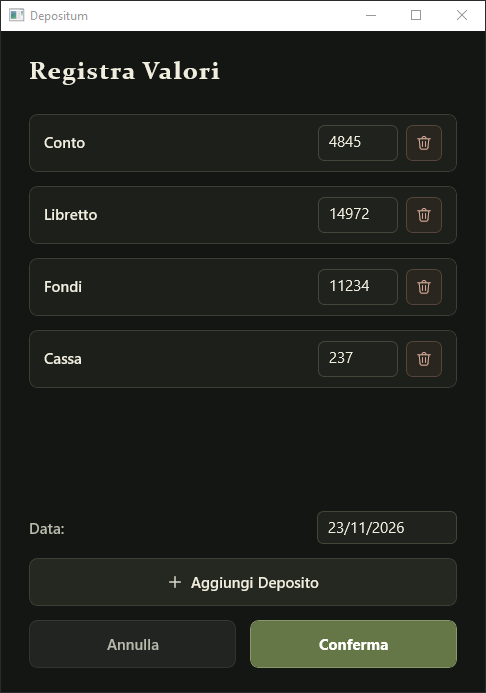 Depositum
Registra Valori
Conto 4845
Libretto 14972
Fondi 11234
Cassa 237
Data: 23/11/2026
+ Aggiungi Deposito
Annulla Conferma